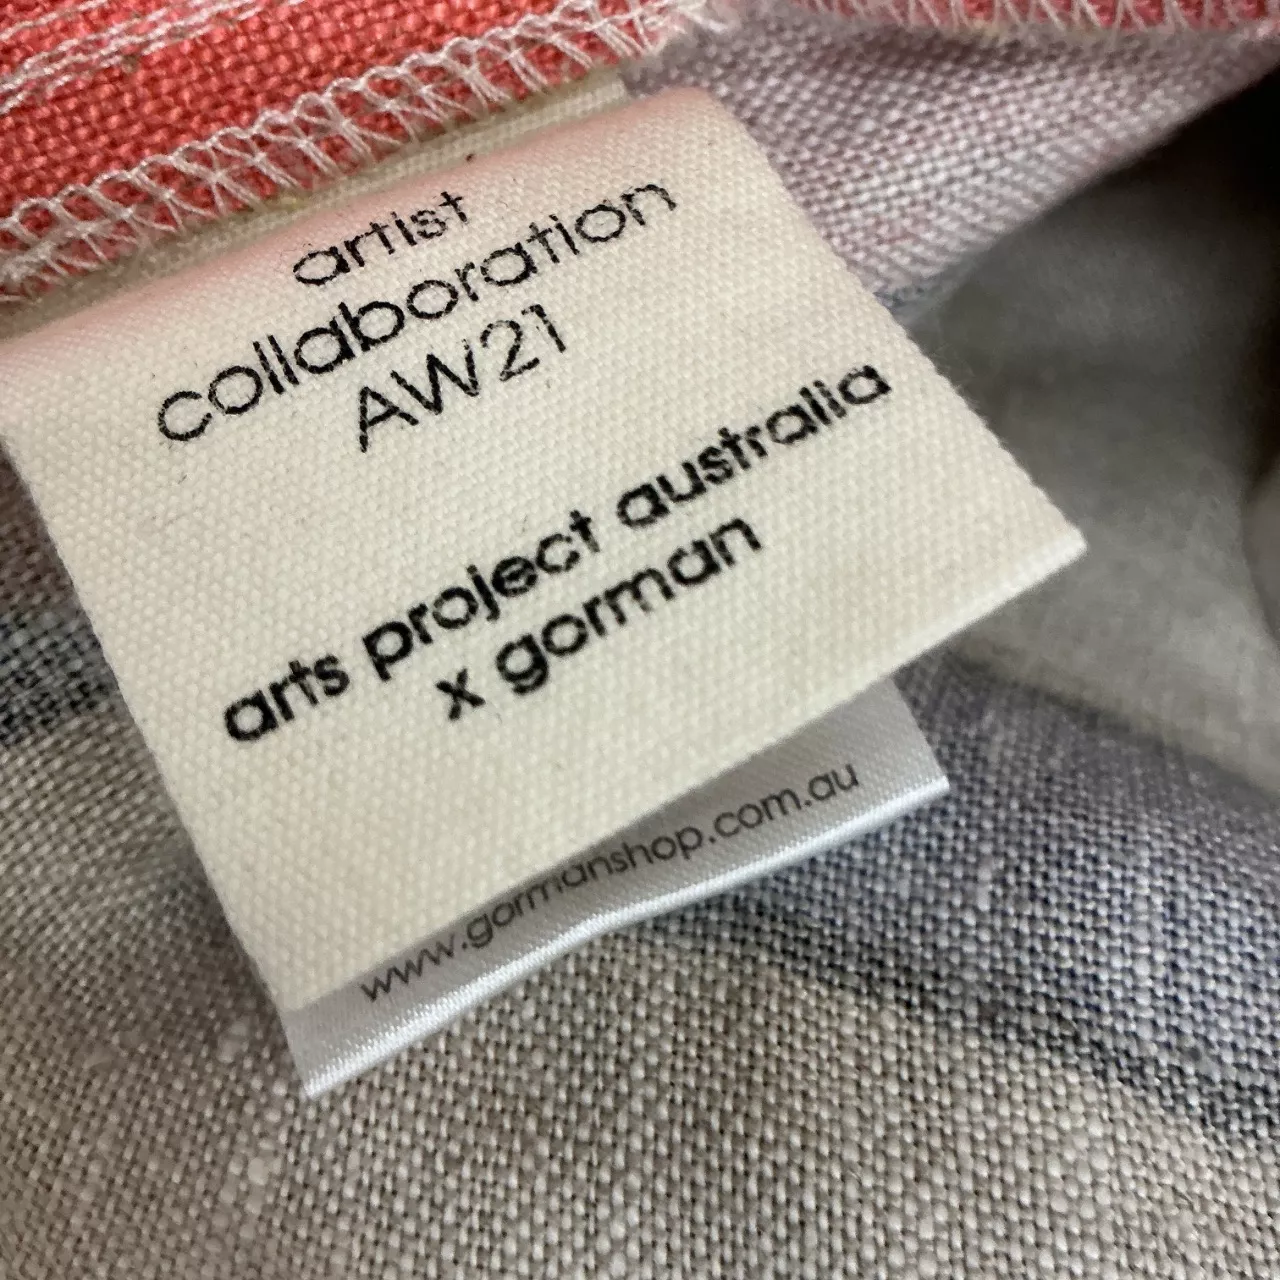 artist
collaboration
AW21
arts project australia
x gorman
www.gormanshop.com.au